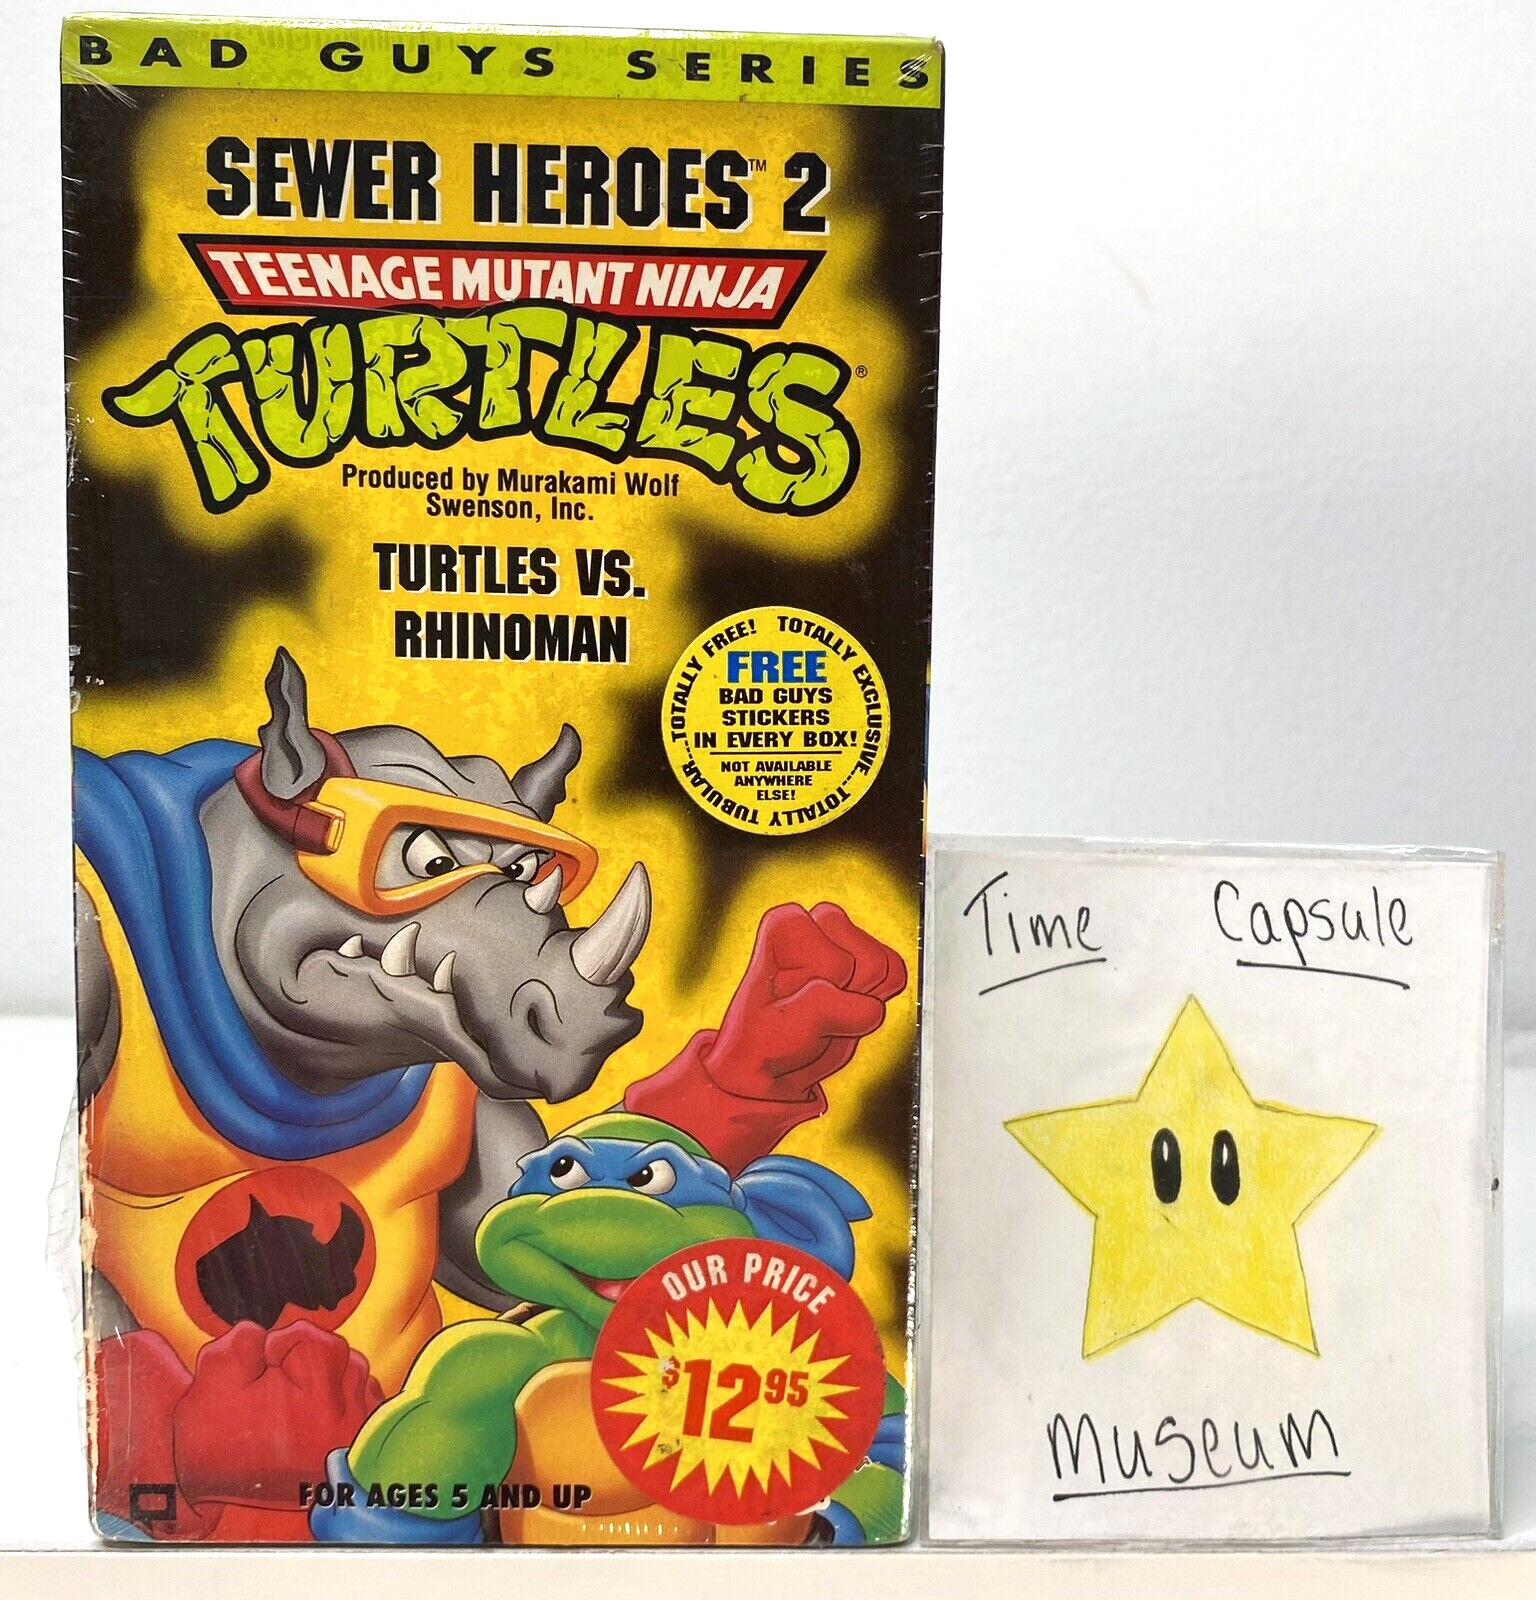 BAD GUYS SERIES
SEWER HEROES™ 2
TEENAGE MUTANT NINJA
TURTLES®
Produced by Murakami Wolf
Swenson, Inc.
TURTLES VS.
RHINOMAN
TOTALLY FREE! TOTALLY EXCLUSIVE...TOTALLY TUBULAR...
FREE
BAD GUYS
STICKERS
IN EVERY BOX!
NOT AVAILABLE
ANYWHERE
ELSE!
OUR PRICE
$12.95
FOR AGES 5 AND UP
®
Time Capsule
Museum